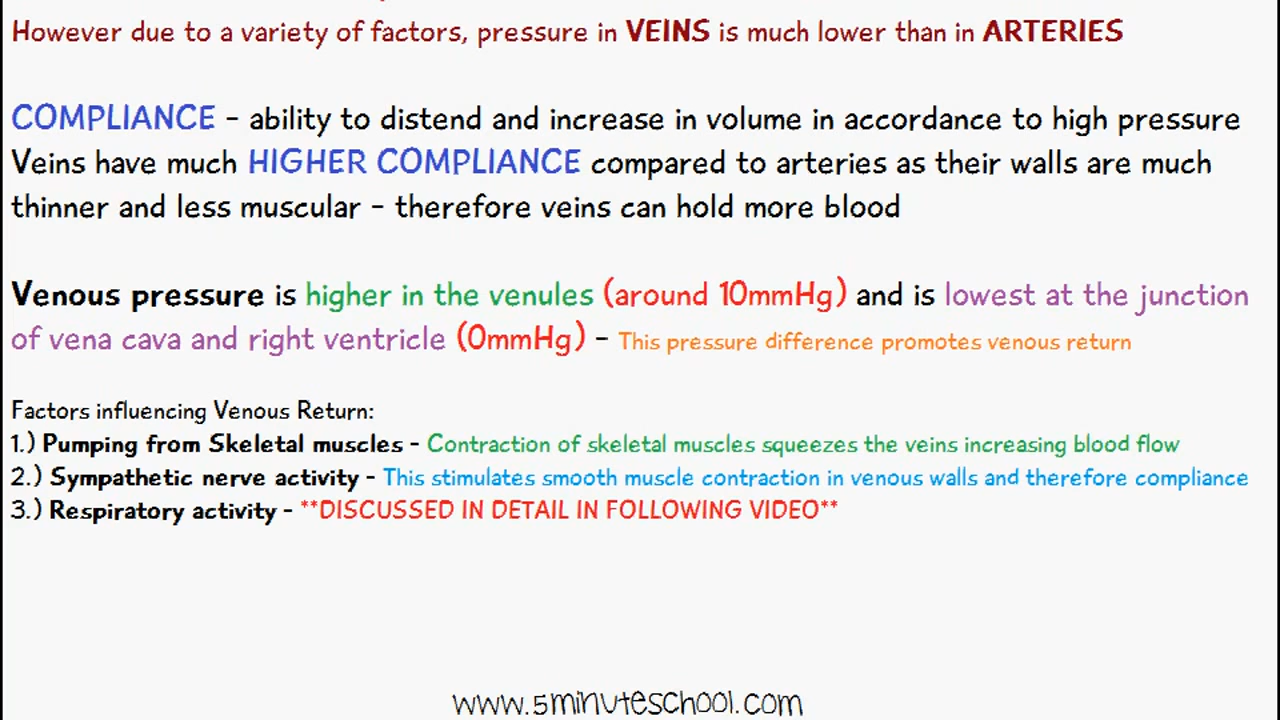 However due to a variety of factors, pressure in VEINS is much lower than in ARTERIES
COMPLIANCE - ability to distend and increase in volume in accordance to high pressure
Veins have much HIGHER COMPLIANCE compared to arteries as their walls are much
thinner and less muscular - therefore veins can hold more blood
Venous pressure is higher in the venules (around 10mmHg) and is lowest at the junction
of vena cava and right ventricle (0mmHg) - This pressure difference promotes venous return
Factors influencing Venous Return:
1.) Pumping from Skeletal muscles - Contraction of skeletal muscles squeezes the veins increasing blood flow
2.) Sympathetic nerve activity - This stimulates smooth muscle contraction in venous walls and therefore compliance
3.) Respiratory activity - **DISCUSSED IN DETAIL IN FOLLOWING VIDEO**
www.5minuteschool.com